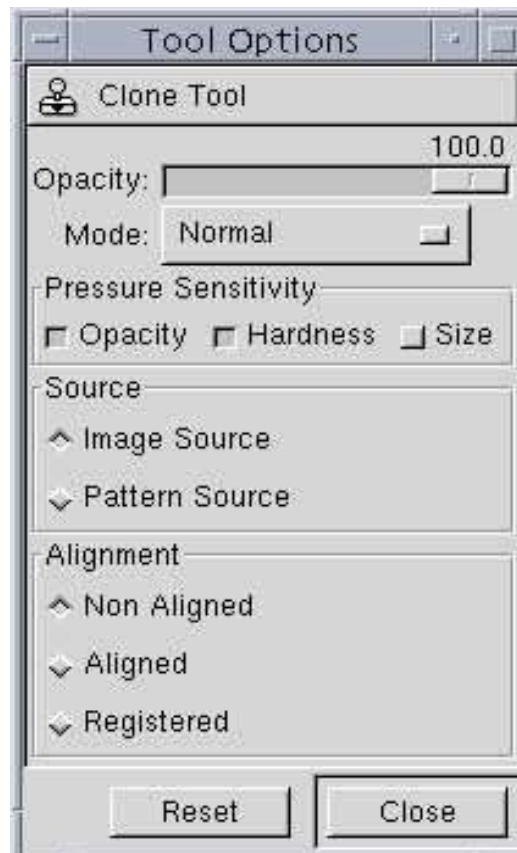 Tool Options
Clone Tool
100.0
Opacity:
Mode: Normal
Pressure Sensitivity
Opacity Hardness Size
Source
Image Source
Pattern Source
Alignment
Non Aligned
Aligned
Registered
Reset Close